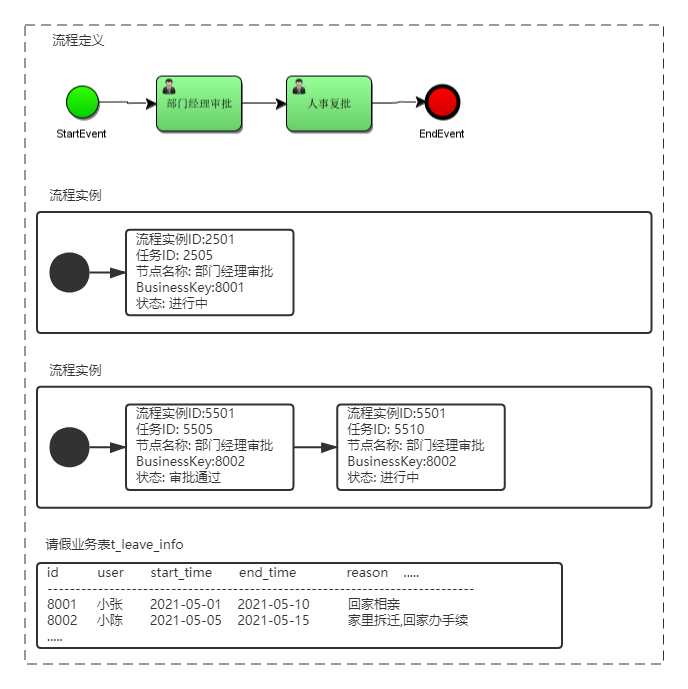 流程定义
部门经理审批
人事复批
StartEvent
EndEvent
流程实例
流程实例ID:2501
任务ID: 2505
节点名称: 部门经理审批
BusinessKey:8001
状态: 进行中
流程实例
流程实例ID:5501
任务ID: 5505
节点名称: 部门经理审批
BusinessKey:8002
状态: 审批通过
流程实例ID:5501
任务ID: 5510
节点名称: 部门经理审批
BusinessKey:8002
状态: 进行中
请假业务表t_leave_info
id user start_time end_time reason .....
--------------------------------------------------------------------------
8001 小张 2021-05-01 2021-05-10 回家相亲
8002 小陈 2021-05-05 2021-05-15 家里拆迁,回家办手续
.....